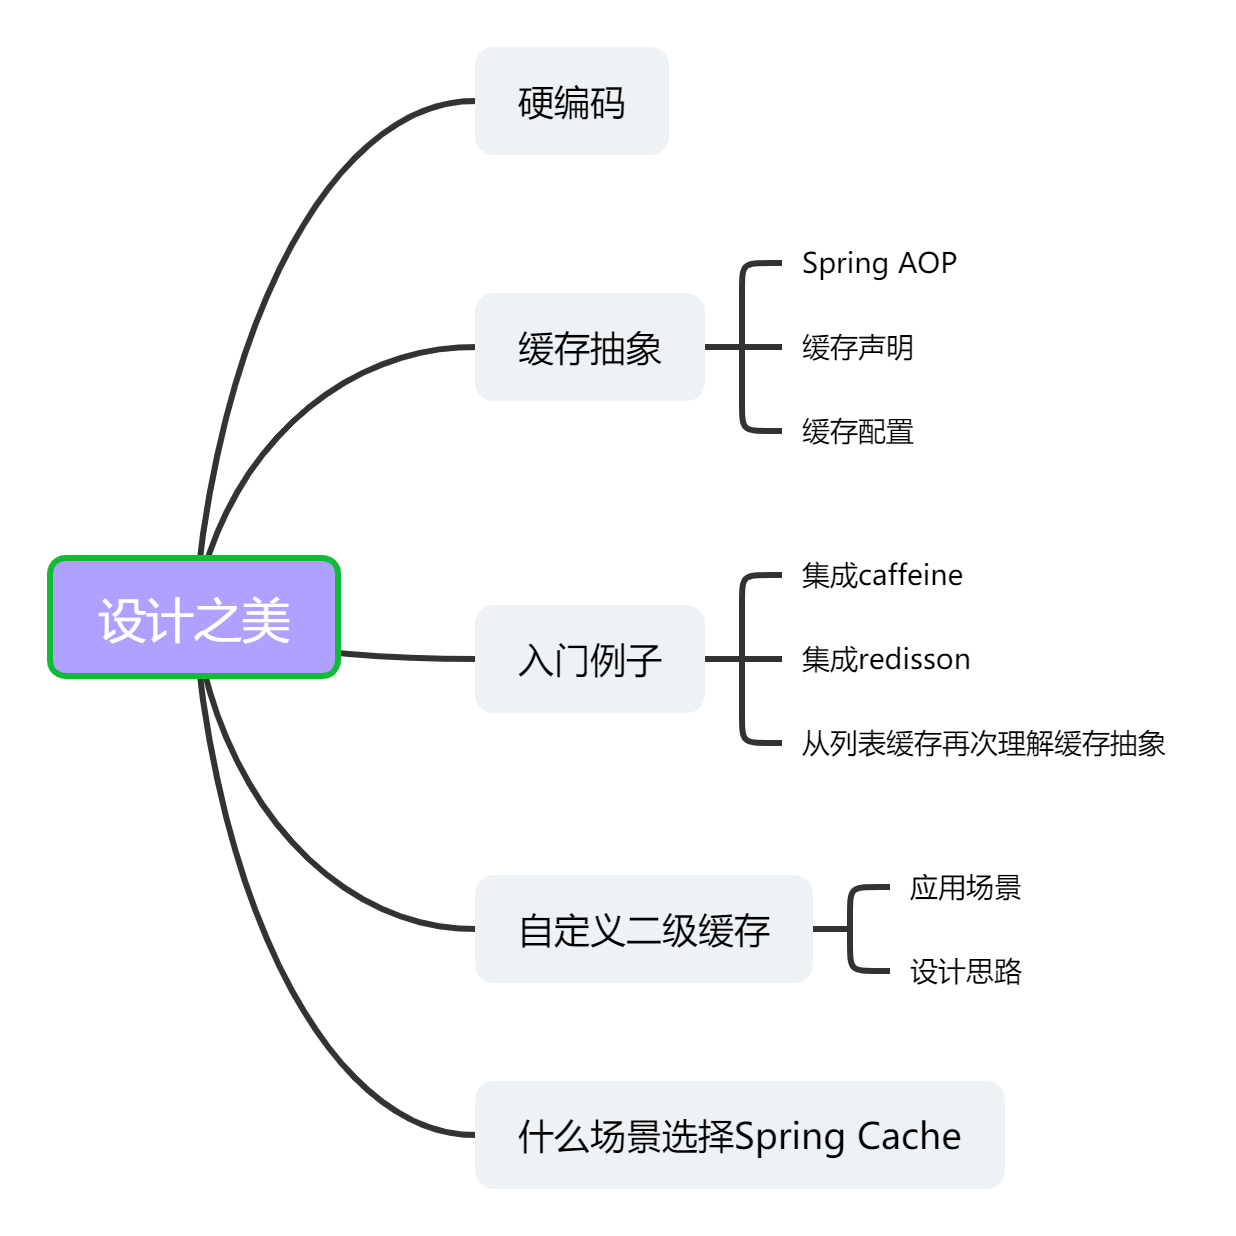 硬编码
缓存抽象
Spring AOP
缓存声明
缓存配置
设计之美
入门例子
集成caffeine
集成redisson
从列表缓存再次理解缓存抽象
自定义二级缓存
应用场景
设计思路
什么场景选择Spring Cache